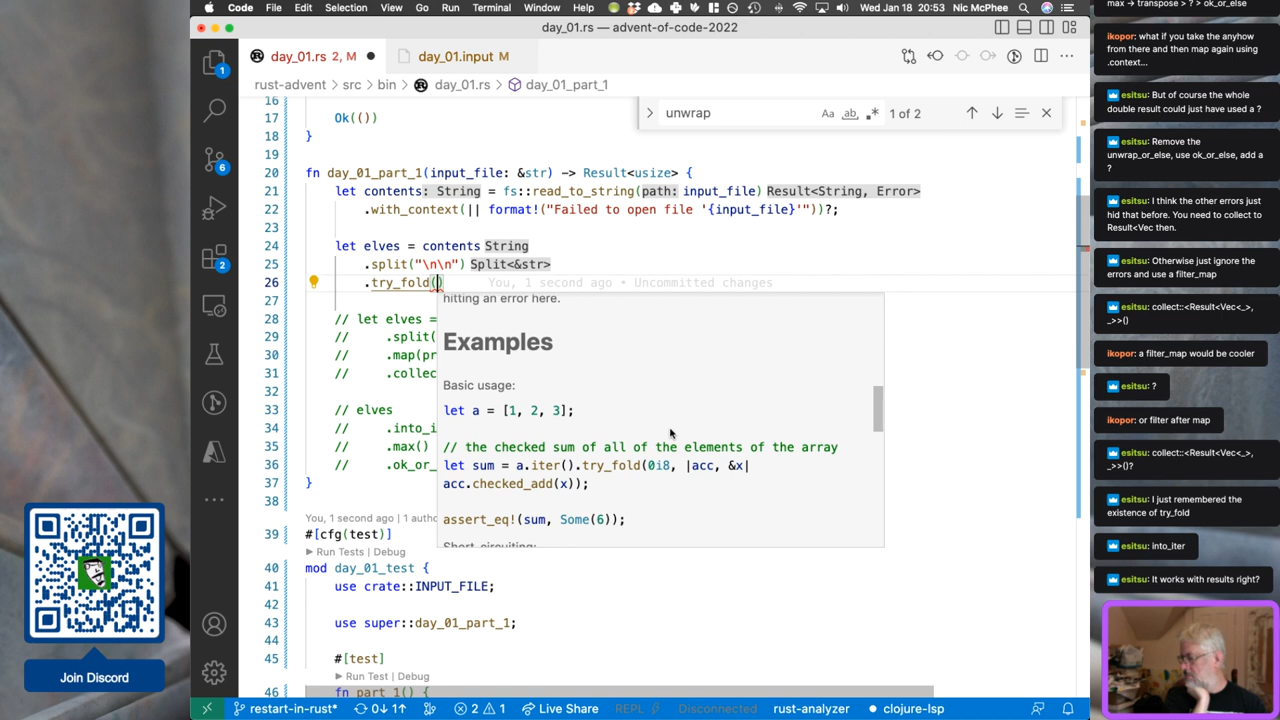 Code File Edit Selection View Go Run Terminal Window Help Wed Jan 18 20:53 Nic McPhee
day_01.rs — advent-of-code-2022
day_01.rs 2, M
day_01.input M
rust-advent > src > bin > day_01.rs > day_01_part_1
unwrap
Aa ab 1 of 2
16
17 Ok(())
18 }
19
20 fn day_01_part_1(input_file: &str) -> Result<usize> {
21 let contents: String = fs::read_to_string(path: input_file) Result<String, Error>
22 .with_context(|| format!("Failed to open file '{input_file}'"))?;
23
24 let elves = contents String
25 .split("\n\n") Split<&str>
26 .try_fold() You, 1 second ago • Uncommitted changes
27
28 // let elves =
29 // .split(
30 // .map(pr
31 // .collec
32
33 // elves
34 // .into_i
35 // .max()
36 // .ok_or_
37 }
38
hitting an error here.
Examples
Basic usage:
let a = [1, 2, 3];
// the checked sum of all of the elements of the array
let sum = a.iter().try_fold(0i8, |acc, &x|
acc.checked_add(x));
assert_eq!(sum, Some(6));
Short-circuiting:
You, 1 second ago | 1 autho
39 #[cfg(test)]
Run Tests | Debug
40 mod day_01_test {
41 use crate::INPUT_FILE;
42
43 use super::day_01_part_1;
44
45 #[test]
Run Test | Debug
46 fn part_1() {
restart-in-rust* 0↓ 1↑ 2 1 Live Share REPL Disconnected rust-analyzer clojure-lsp
1
6
2
Join Discord
max → transpose > ? > ok_or_else
ikopor: what if you take the anyhow
from there and then map again using
.context...
esitsu: But of course the whole
double result could just have used a ?
esitsu: Remove the
unwrap_or_else, use ok_or_else, add a
?
esitsu: I think the other errors just
hid that before. You need to collect to
Result<Vec then.
esitsu: Otherwise just ignore the
errors and use a filter_map
esitsu: collect::<Result<Vec<_>,
_>>()
ikopor: a filter_map would be cooler
esitsu: ?
ikopor: or filter after map
esitsu: collect::<Result<Vec<_>,
_>>()?
esitsu: I just remembered the
existence of try_fold
esitsu: into_iter
esitsu: It works with results right?